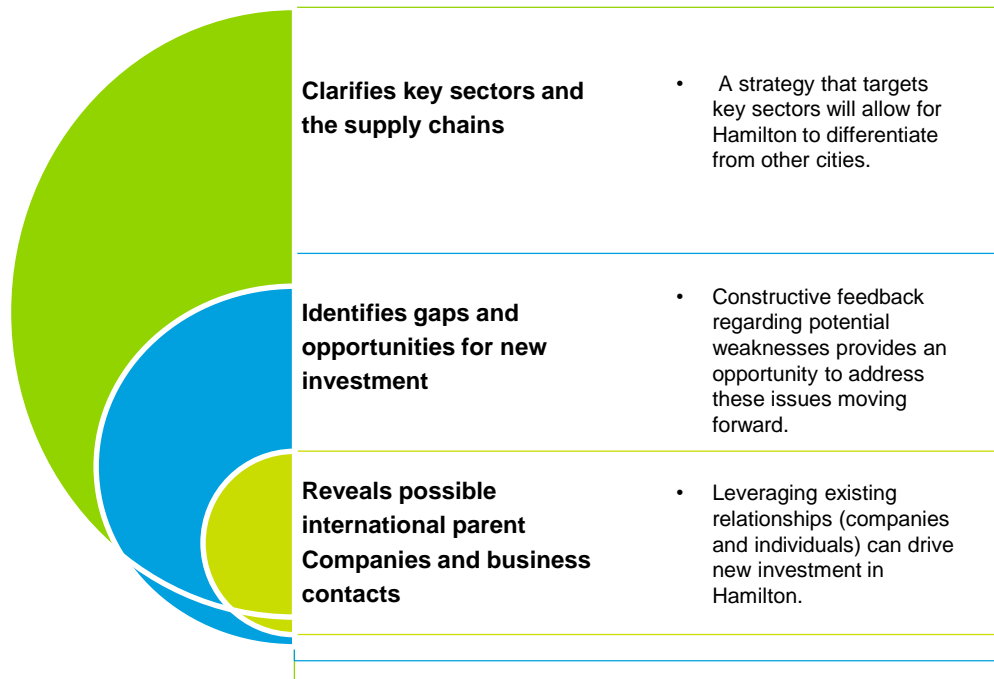 Clarifies key sectors and
the supply chains
• A strategy that targets
key sectors will allow for
Hamilton to differentiate
from other cities.
Identifies gaps and
opportunities for new
investment
• Constructive feedback
regarding potential
weaknesses provides an
opportunity to address
these issues moving
forward.
Reveals possible
international parent
Companies and business
contacts
• Leveraging existing
relationships (companies
and individuals) can drive
new investment in
Hamilton.